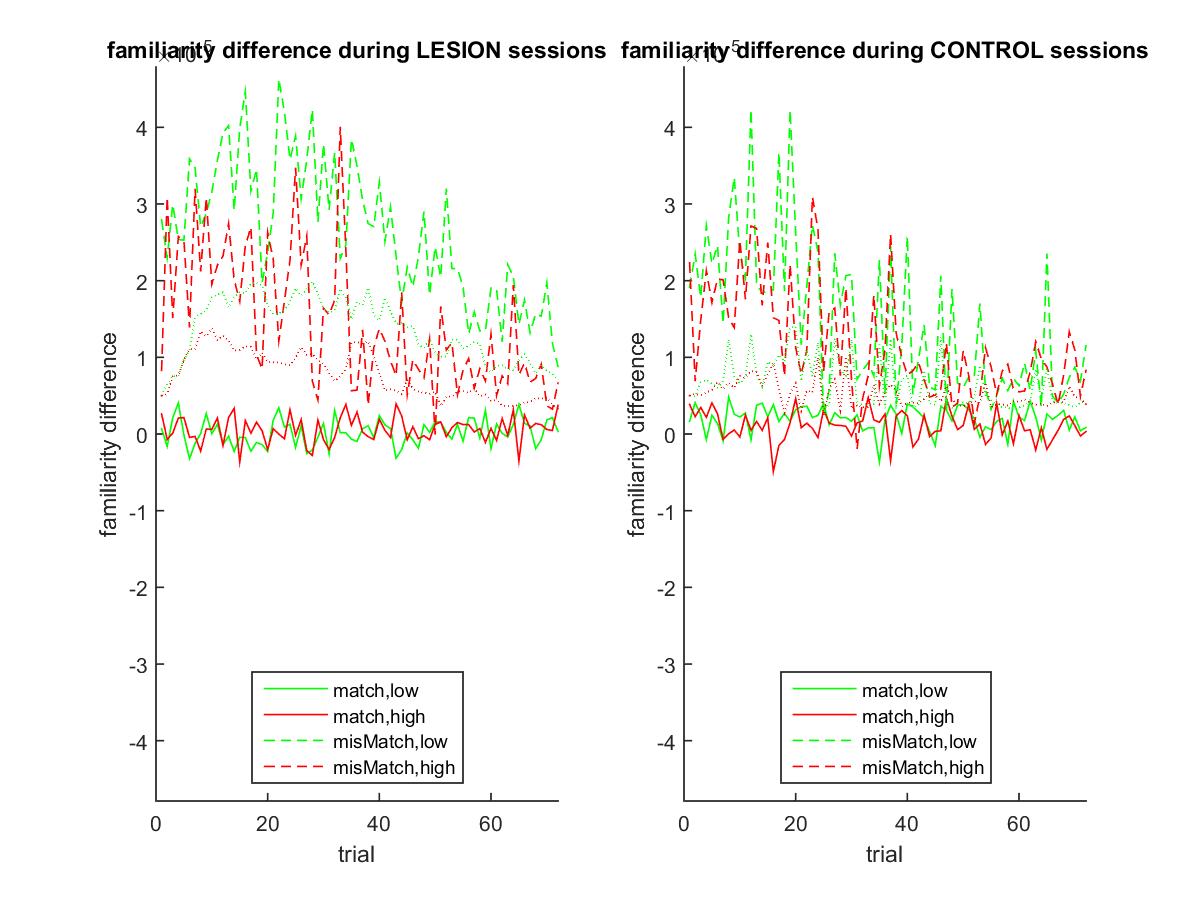 familiarity difference during LESION sessions
familiarity difference
4
3
2
1
0
-1
-2
-3
-4
match,low
match,high
misMatch,low
misMatch,high
0 20 40 60
trial
familiarity difference during CONTROL sessions
familiarity difference
4
3
2
1
0
-1
-2
-3
-4
match,low
match,high
misMatch,low
misMatch,high
0 20 40 60
trial